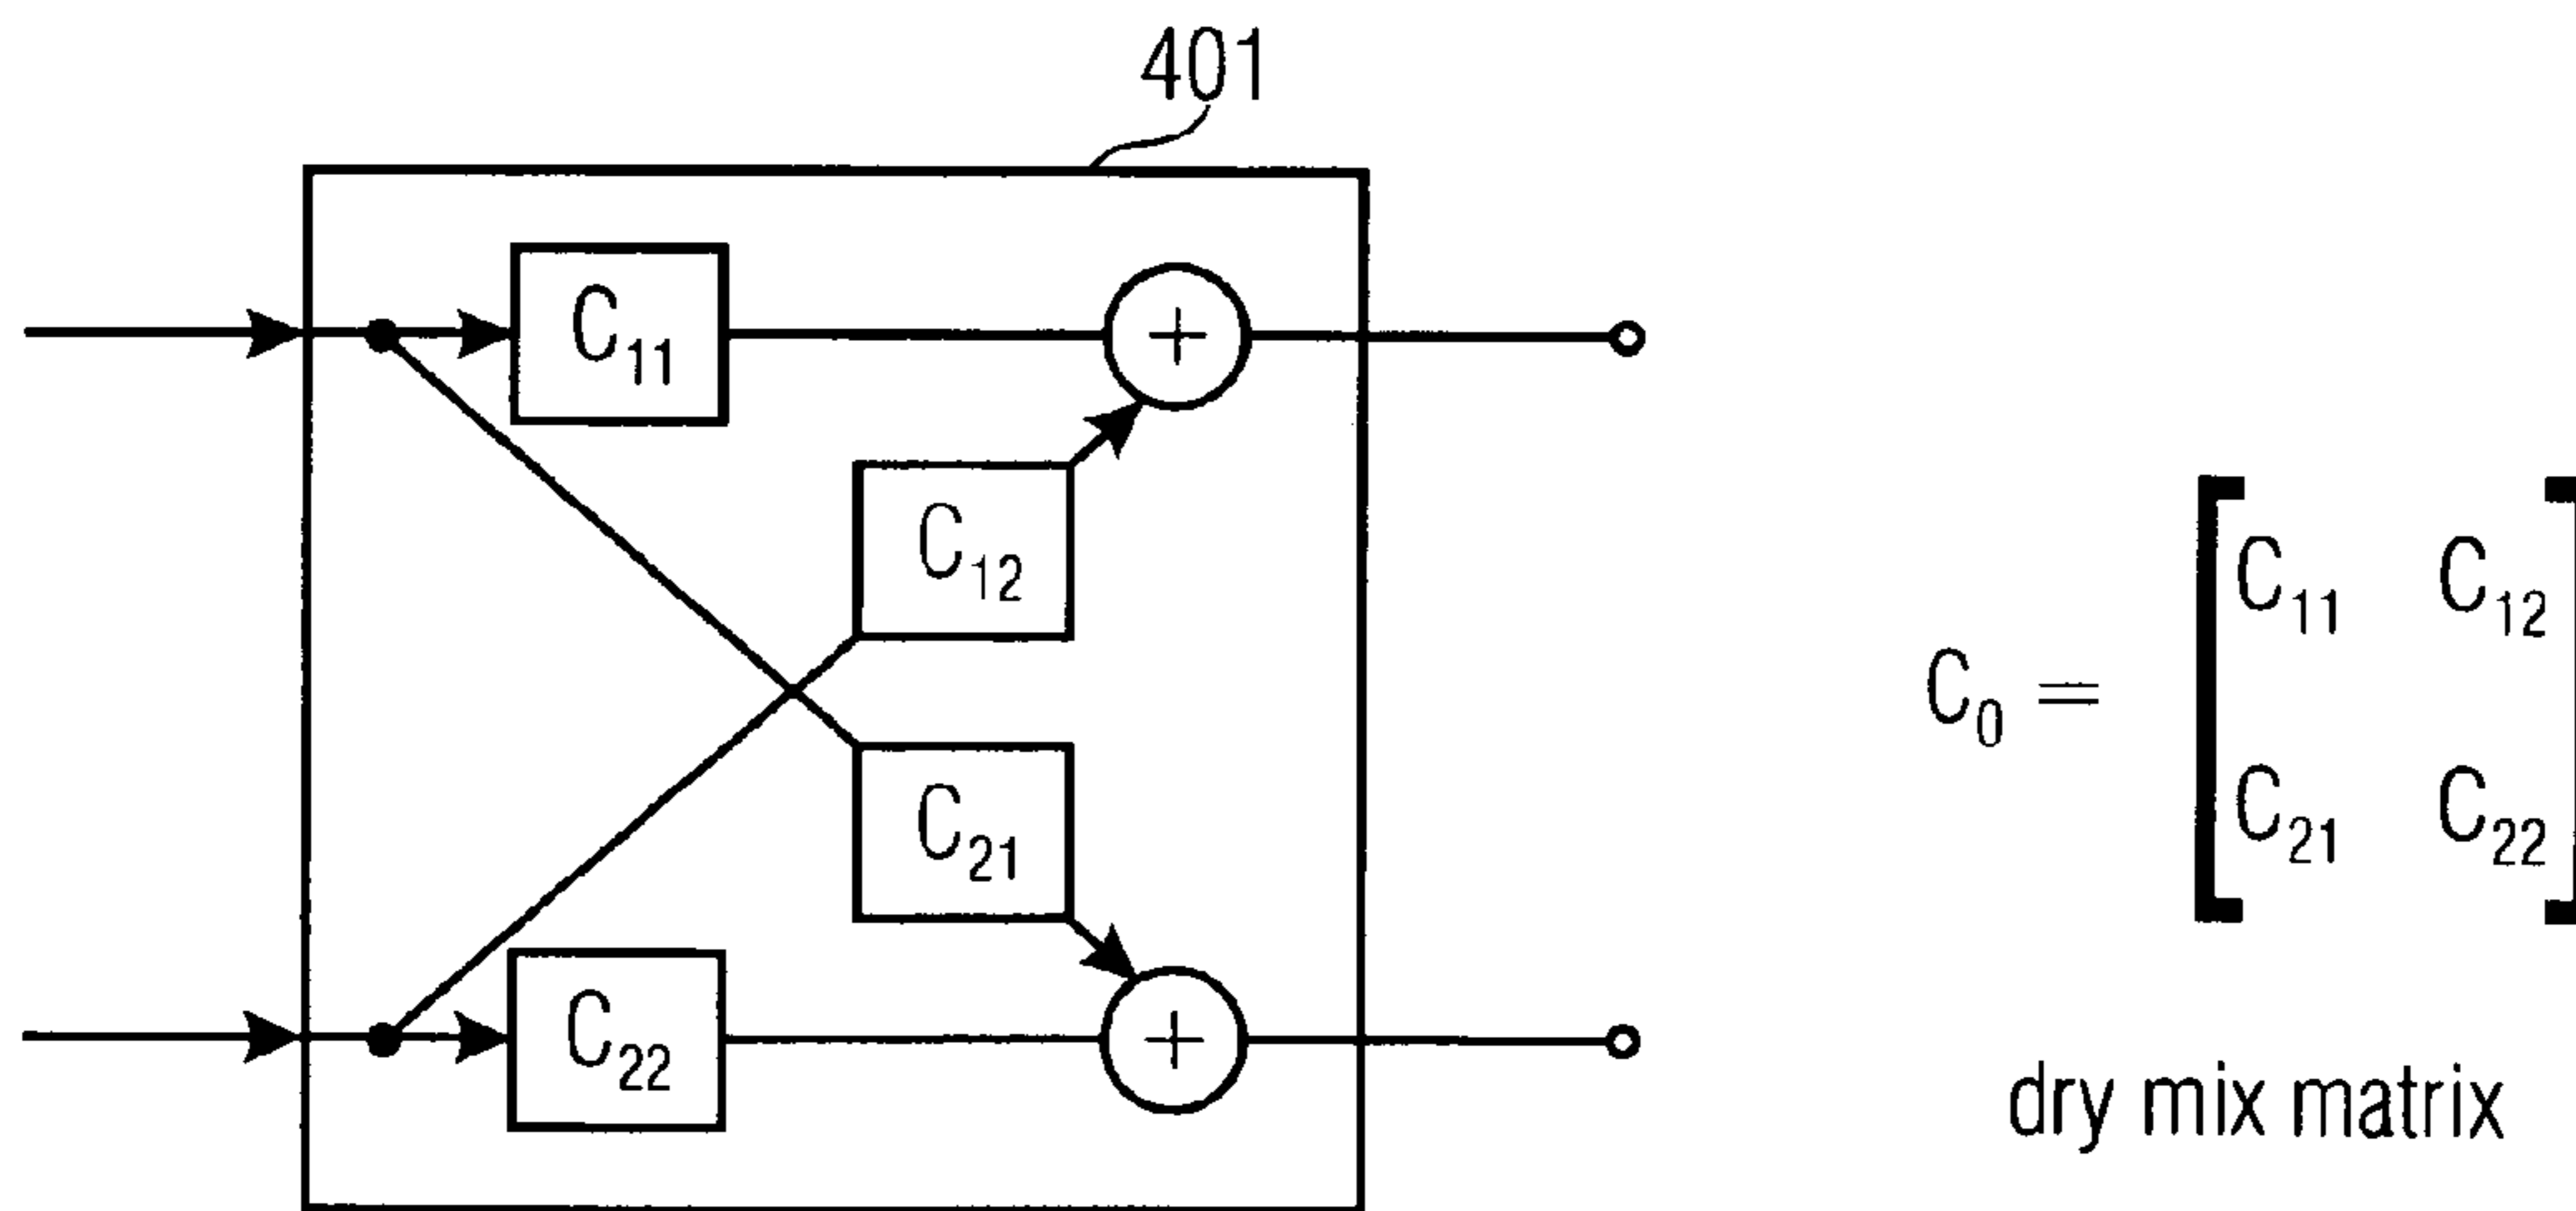 401
C₁₁
+
C₁₂
C₂₁
C₂₂
+
C₀ = [C₁₁ C₁₂
C₂₁ C₂₂]
dry mix matrix